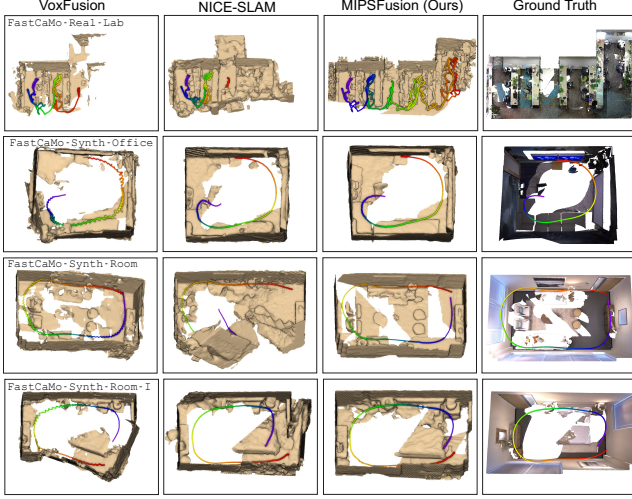 VoxFusion NICE-SLAM MIPSFusion (Ours) Ground Truth
FastCaMo-Real-Lab
FastCaMo-Synth-Office
FastCaMo-Synth-Room
FastCaMo-Synth-Room-I